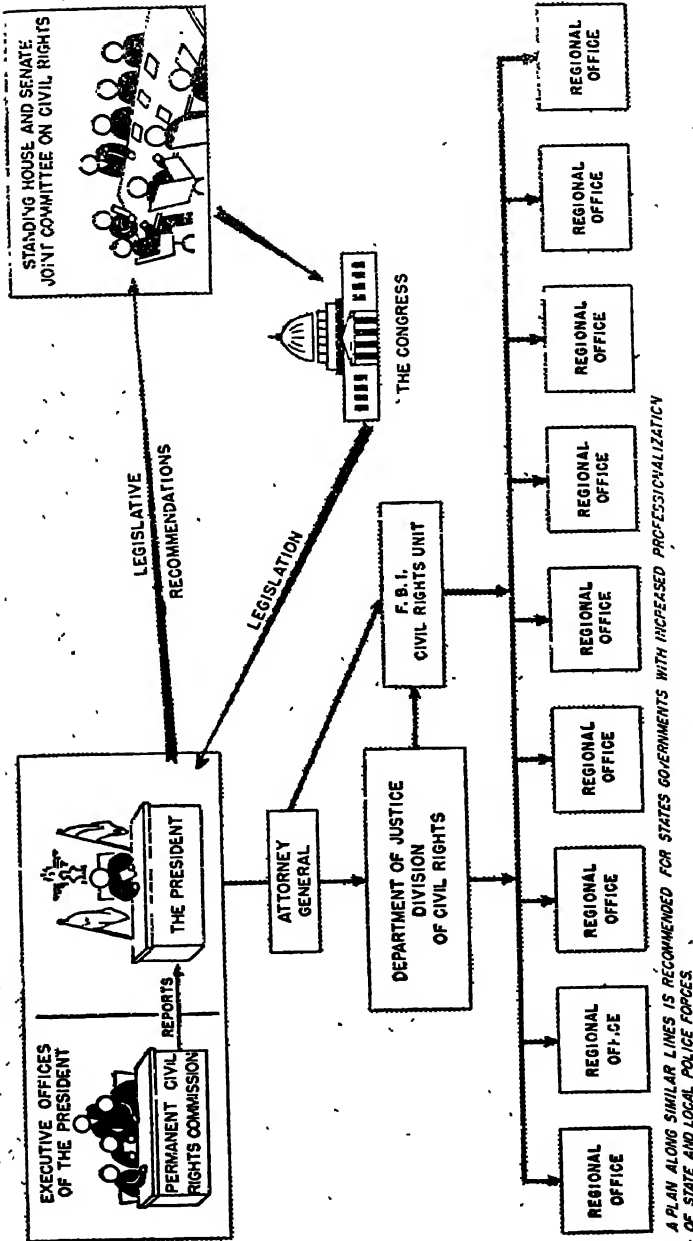 EXECUTIVE OFFICES
OF THE PRESIDENT
PERMANENT CIVIL
RIGHTS COMMISSION
REPORTS
THE PRESIDENT
LEGISLATIVE
RECOMMENDATIONS
STANDING HOUSE AND SENATE
JOINT COMMITTEE ON CIVIL RIGHTS
THE CONGRESS
LEGISLATION
ATTORNEY
GENERAL
DEPARTMENT OF JUSTICE
DIVISION
OF CIVIL RIGHTS
F. B. I.
CIVIL RIGHTS UNIT
REGIONAL
OFFICE
REGIONAL
OFFICE
REGIONAL
OFFICE
REGIONAL
OFFICE
REGIONAL
OFFICE
REGIONAL
OFFICE
REGIONAL
OFFICE
REGIONAL
OFFICE
REGIONAL
OFFICE
A PLAN ALONG SIMILAR LINES IS RECOMMENDED FOR STATES GOVERNMENTS WITH INCREASED PROFESSIONALIZATION
OF STATE AND LOCAL POLICE FORCES.